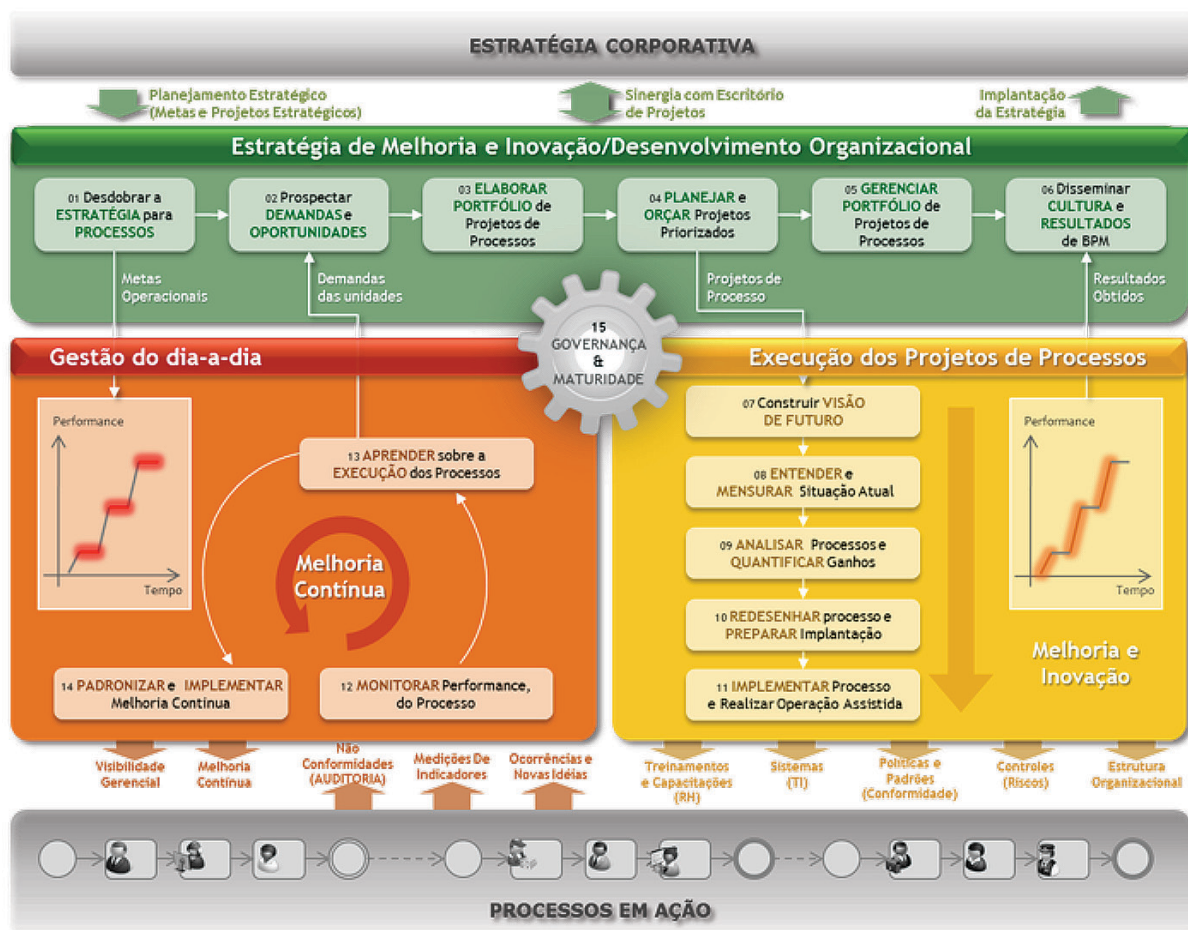 ESTRATÉGIA CORPORATIVA
Planejamento Estratégico
(Metas e Projetos Estratégicos)
Sinergia com Escritório
de Projetos
Implantação
da Estratégia
Estratégia de Melhoria e Inovação/Desenvolvimento Organizacional
01 Desdobrar a
ESTRATÉGIA para
PROCESSOS
02 Prospectar
DEMANDAS e
OPORTUNIDADES
03 ELABORAR
PORTFÓLIO de
Projetos de
Processos
04 PLANEJAR e
ORÇAR Projetos
Priorizados
05 GERENCIAR
PORTFÓLIO de
Projetos de
Processos
06 Disseminar
CULTURA e
RESULTADOS
de BPM
Metas
Operacionais
Demandas
das unidades
Projetos de
Processo
Resultados
Obtidos
15
GOVERNANÇA
&
MATURIDADE
Gestão do dia-a-dia
Performance
Tempo
13 APRENDER sobre a
EXECUÇÃO dos Processos
Melhoria
Contínua
14 PADRONIZAR e IMPLEMENTAR
Melhoria Contínua
12 MONITORAR Performance,
do Processo
Execução dos Projetos de Processos
07 Construir VISÃO
DE FUTURO
08 ENTENDER e
MENSURAR Situação Atual
09 ANALISAR Processos e
QUANTIFICAR Ganhos
10 REDESENHAR processo e
PREPARAR Implantação
11 IMPLEMENTAR Processo
e Realizar Operação Assistida
Performance
Tempo
Melhoria e
Inovação
Visibilidade
Gerencial
Melhoria
Contínua
Não
Conformidades
(AUDITORIA)
Medições De
Indicadores
Ocorrências e
Novas Idéias
Treinamentos
e Capacitações
(RH)
Sistemas
(TI)
Políticas e
Padrões
(Conformidade)
Controles
(Riscos)
Estrutura
Organizacional
PROCESSOS EM AÇÃO